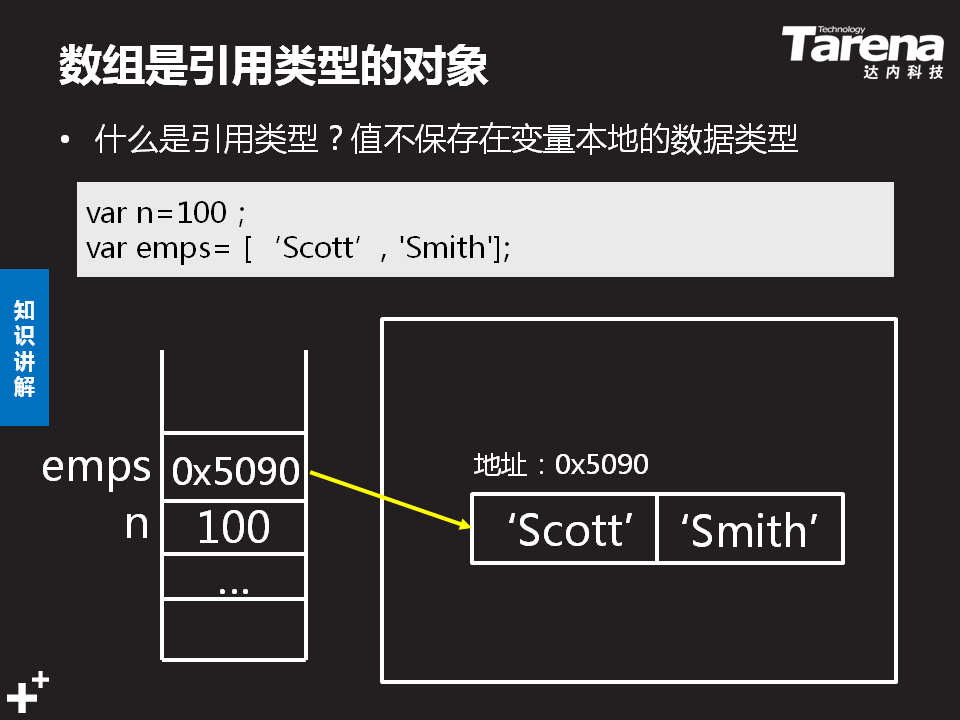 数组是引用类型的对象
Technology
Tarena
达内科技
• 什么是引用类型？值不保存在变量本地的数据类型
var n=100；
var emps= [ ‘Scott’, 'Smith'];
知识讲解
emps
0x5090
n
100
...
地址：0x5090
‘Scott’
‘Smith’